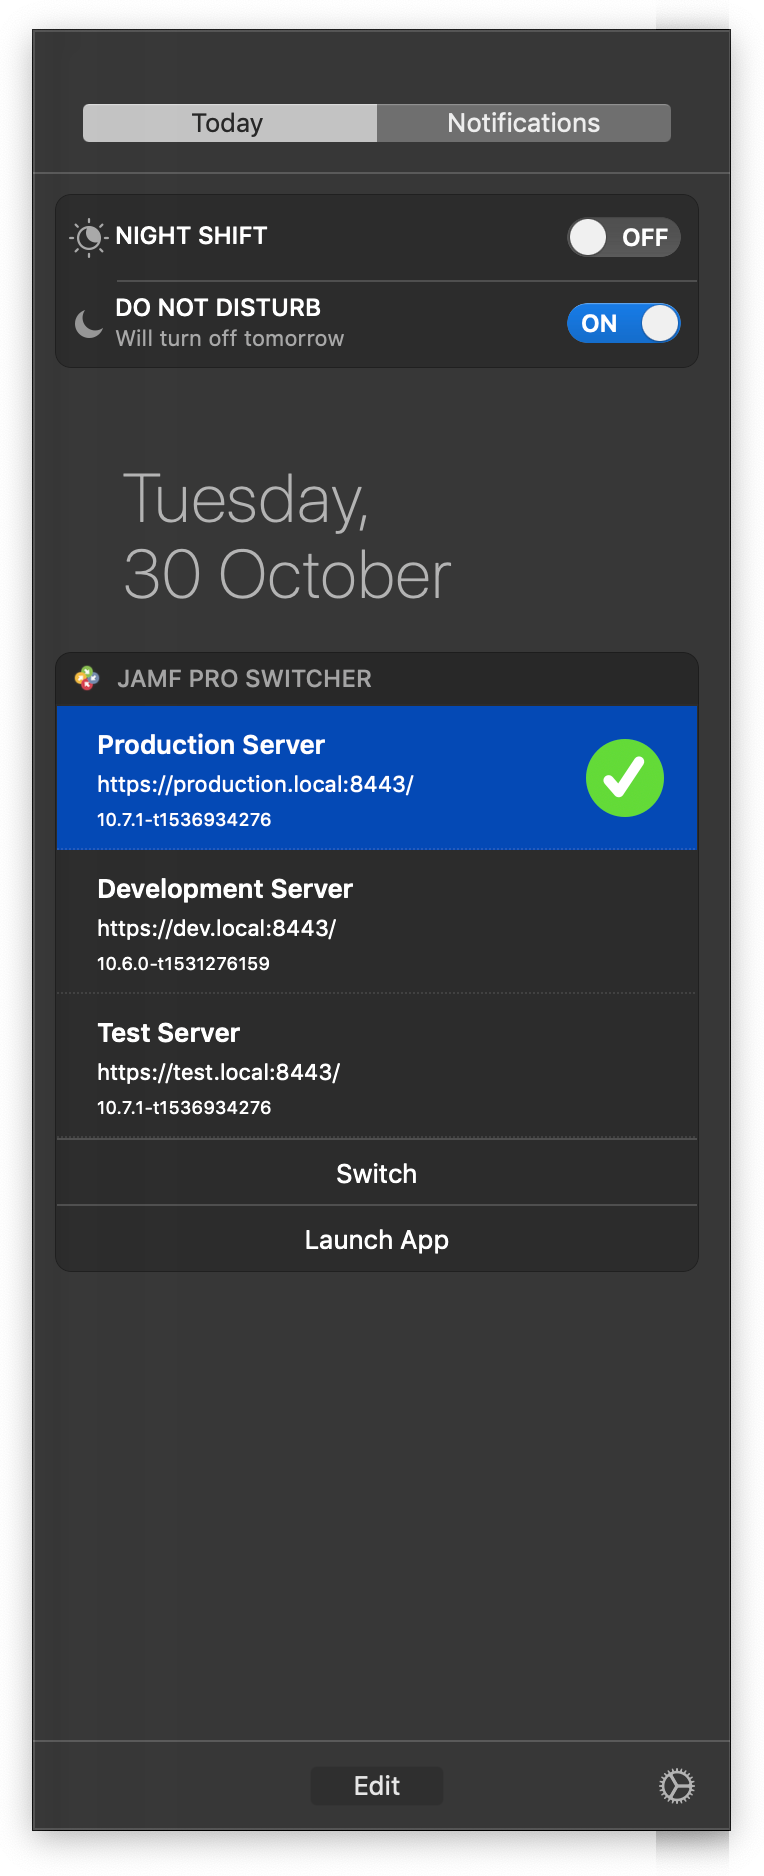 Today
Notifications
NIGHT SHIFT
OFF
DO NOT DISTURB
Will turn off tomorrow
ON
Tuesday,
30 October
JAMF PRO SWITCHER
Production Server
https://production.local:8443/
10.7.1-t1536934276
Development Server
https://dev.local:8443/
10.6.0-t1531276159
Test Server
https://test.local:8443/
10.7.1-t1536934276
Switch
Launch App
Edit